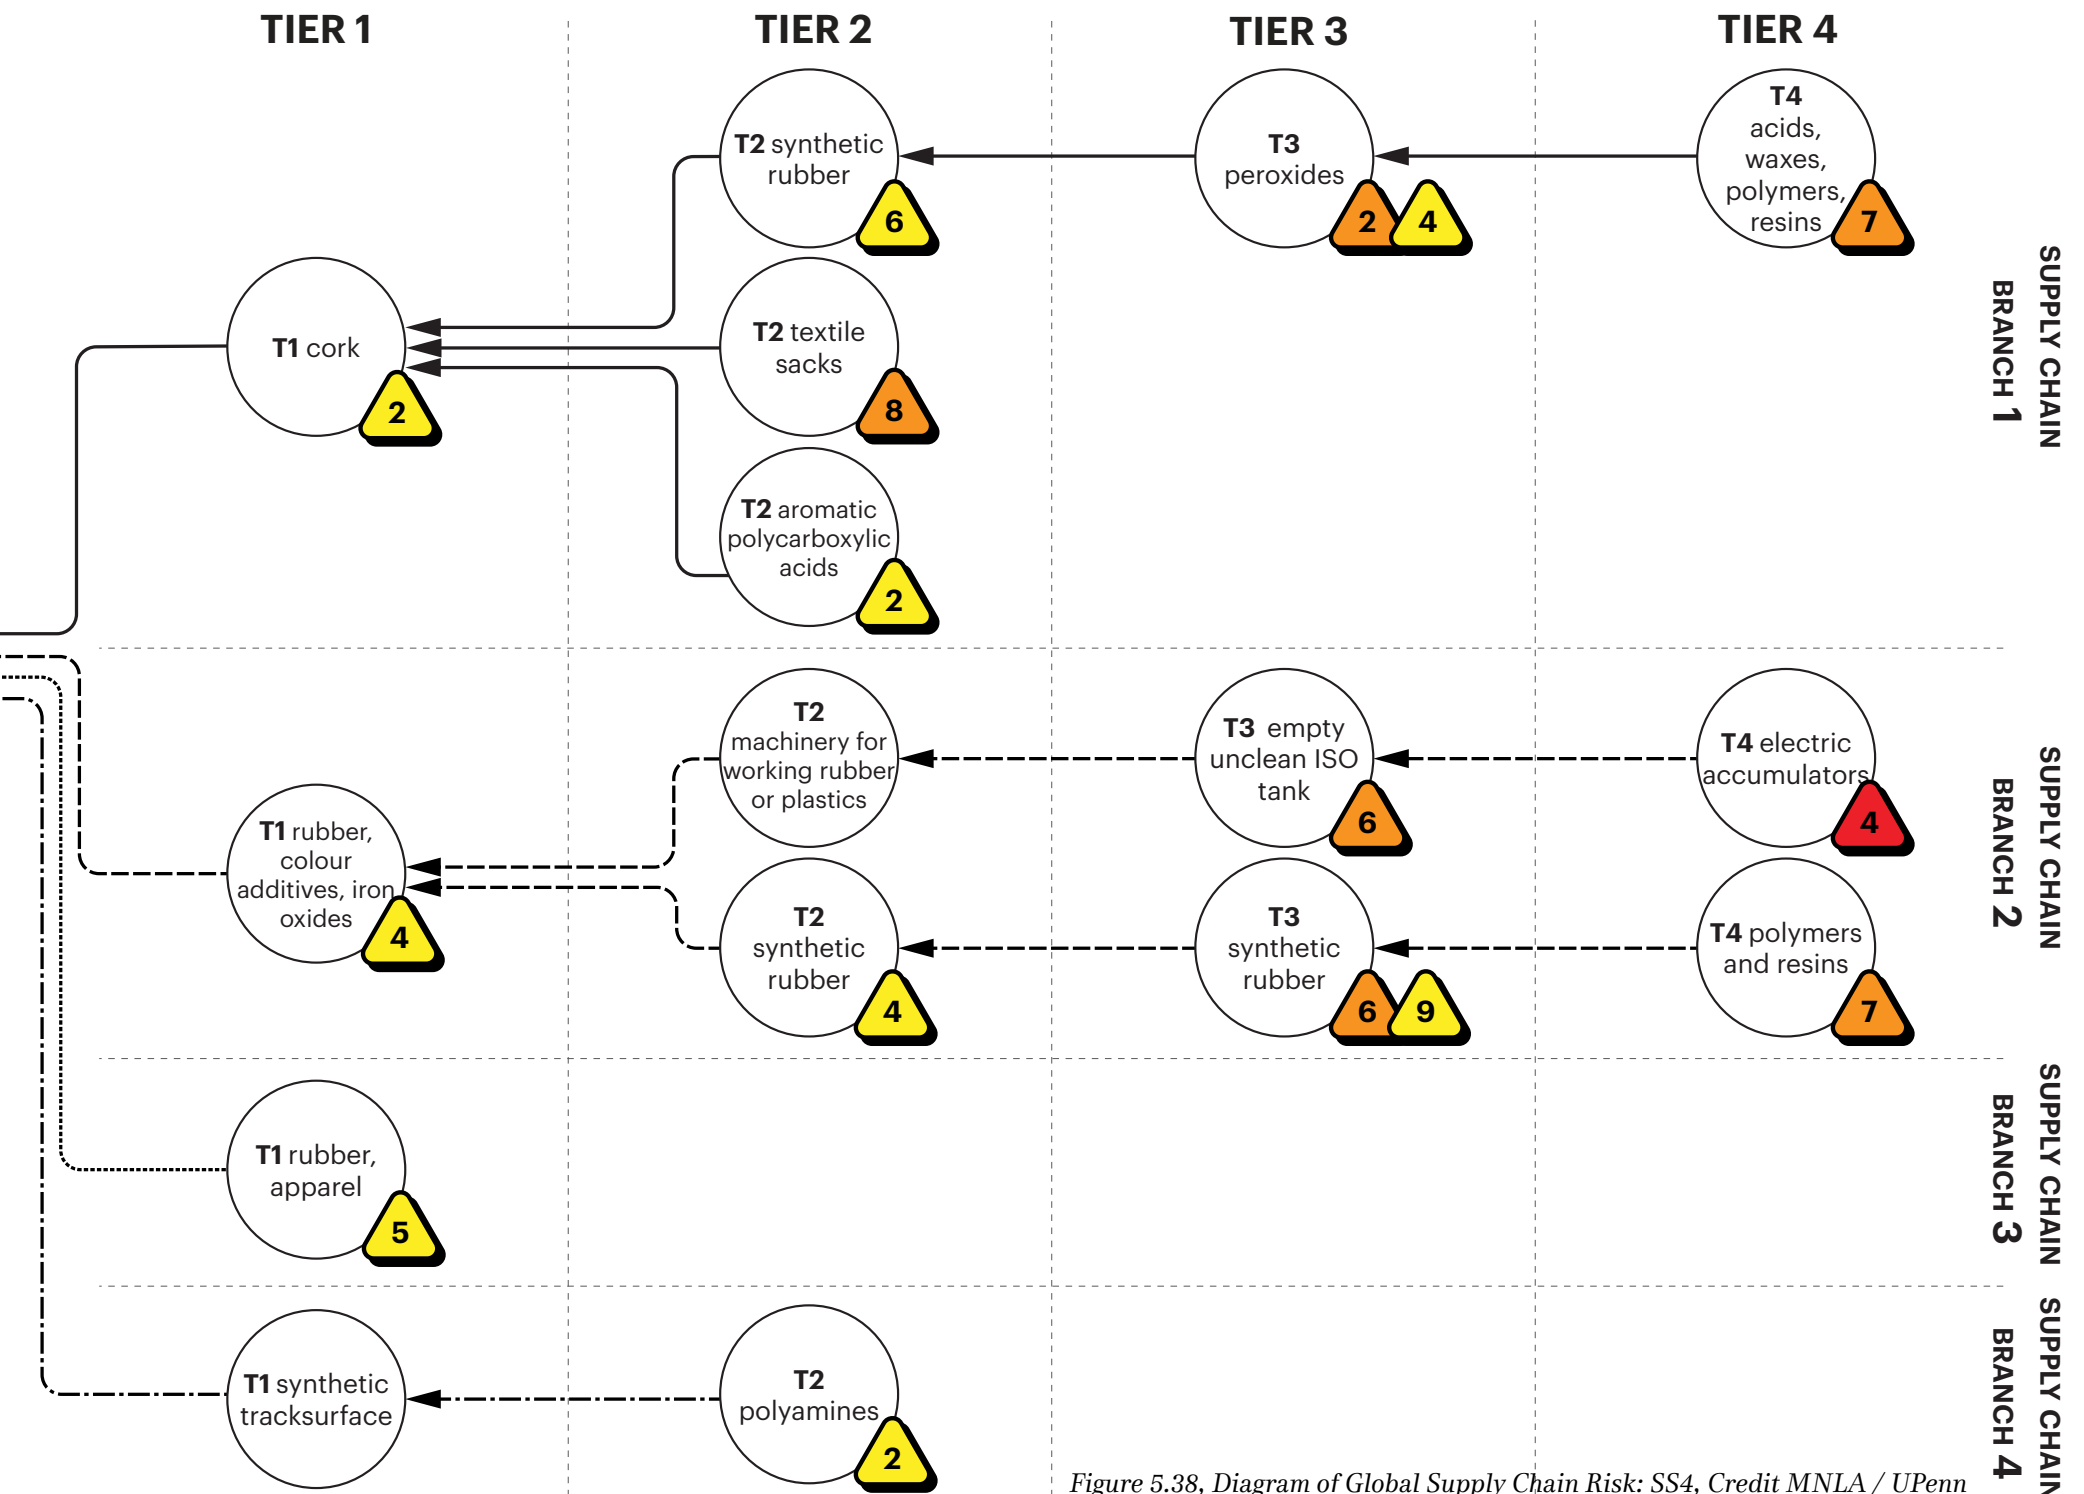 TIER 1
TIER 2
TIER 3
TIER 4
T2 synthetic
rubber
6
T3
peroxides
2
4
T4
acids,
waxes,
polymers,
resins
7
T1 cork
2
T2 textile
sacks
8
T2 aromatic
polycarboxylic
acids
2
SUPPLY CHAIN
BRANCH 1
T1 rubber,
colour
additives, iron
oxides
4
T2
machinery for
working rubber
or plastics
T3 empty
unclean ISO
tank
6
T4 electric
accumulators
4
T2
synthetic
rubber
4
T3
synthetic
rubber
6
9
T4 polymers
and resins
7
SUPPLY CHAIN
BRANCH 2
T1 rubber,
apparel
5
SUPPLY CHAIN
BRANCH 3
T1 synthetic
tracksurface
T2
polyamines
2
SUPPLY CHAIN
BRANCH 4
Figure 5.38, Diagram of Global Supply Chain Risk: SS4, Credit MNLA / UPenn